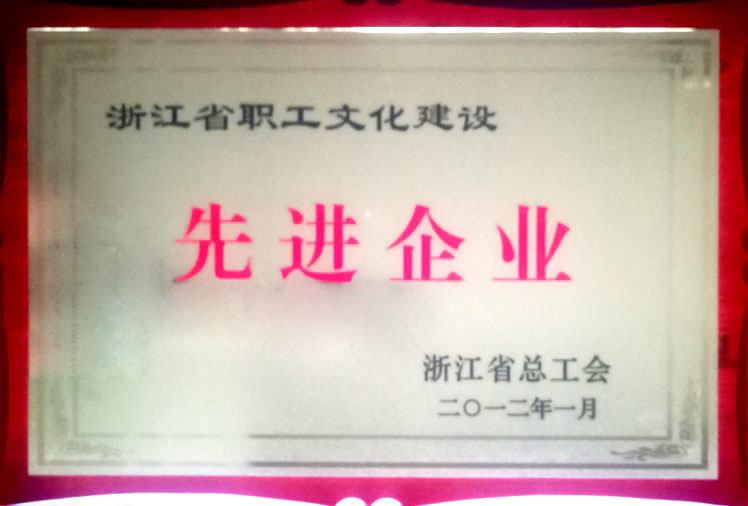 浙江省职工文化建设
先进企业
浙江省总工会
二〇一二年一月